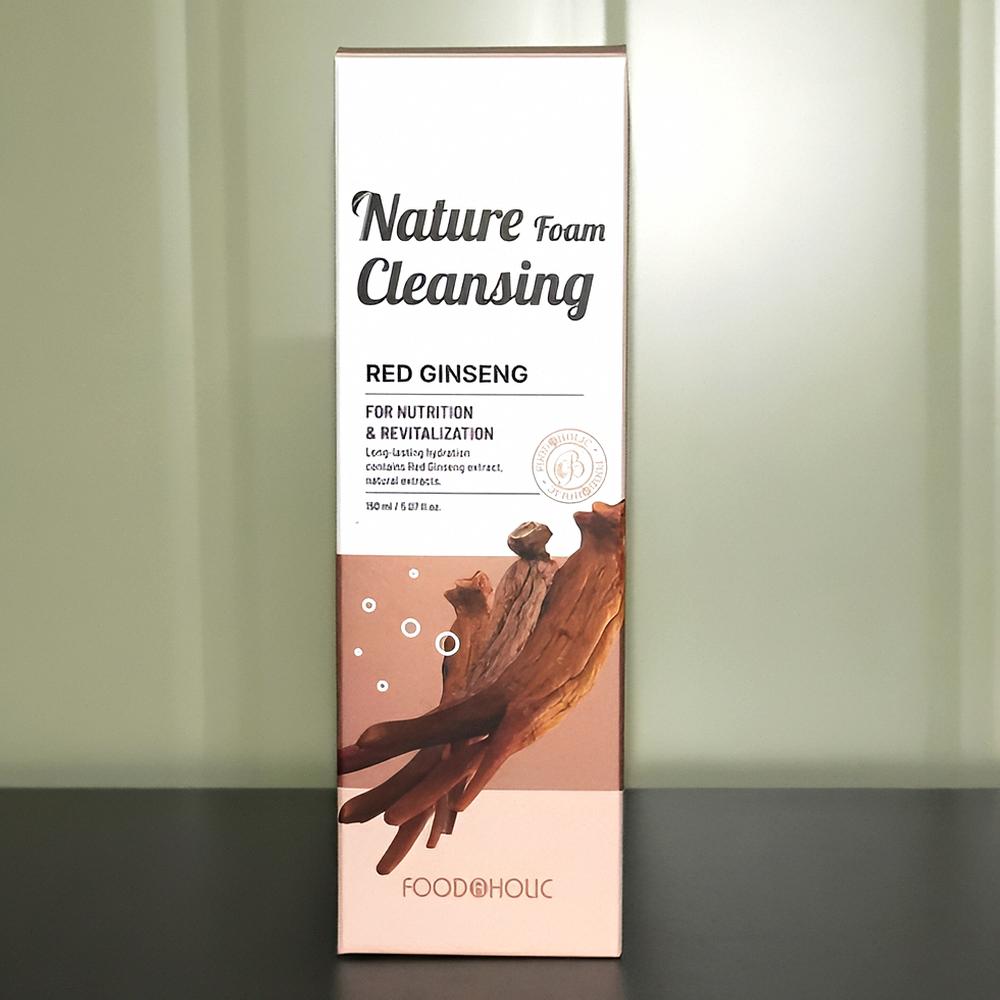 Nature Foam
Cleansing
RED GINSENG
FOR NUTRITION
& REVITALIZATION
Long-lasting hydration
contains Red Ginseng extract,
natural extracts.
150 ml / 5.07 fl.oz.
FOODAHOLIC